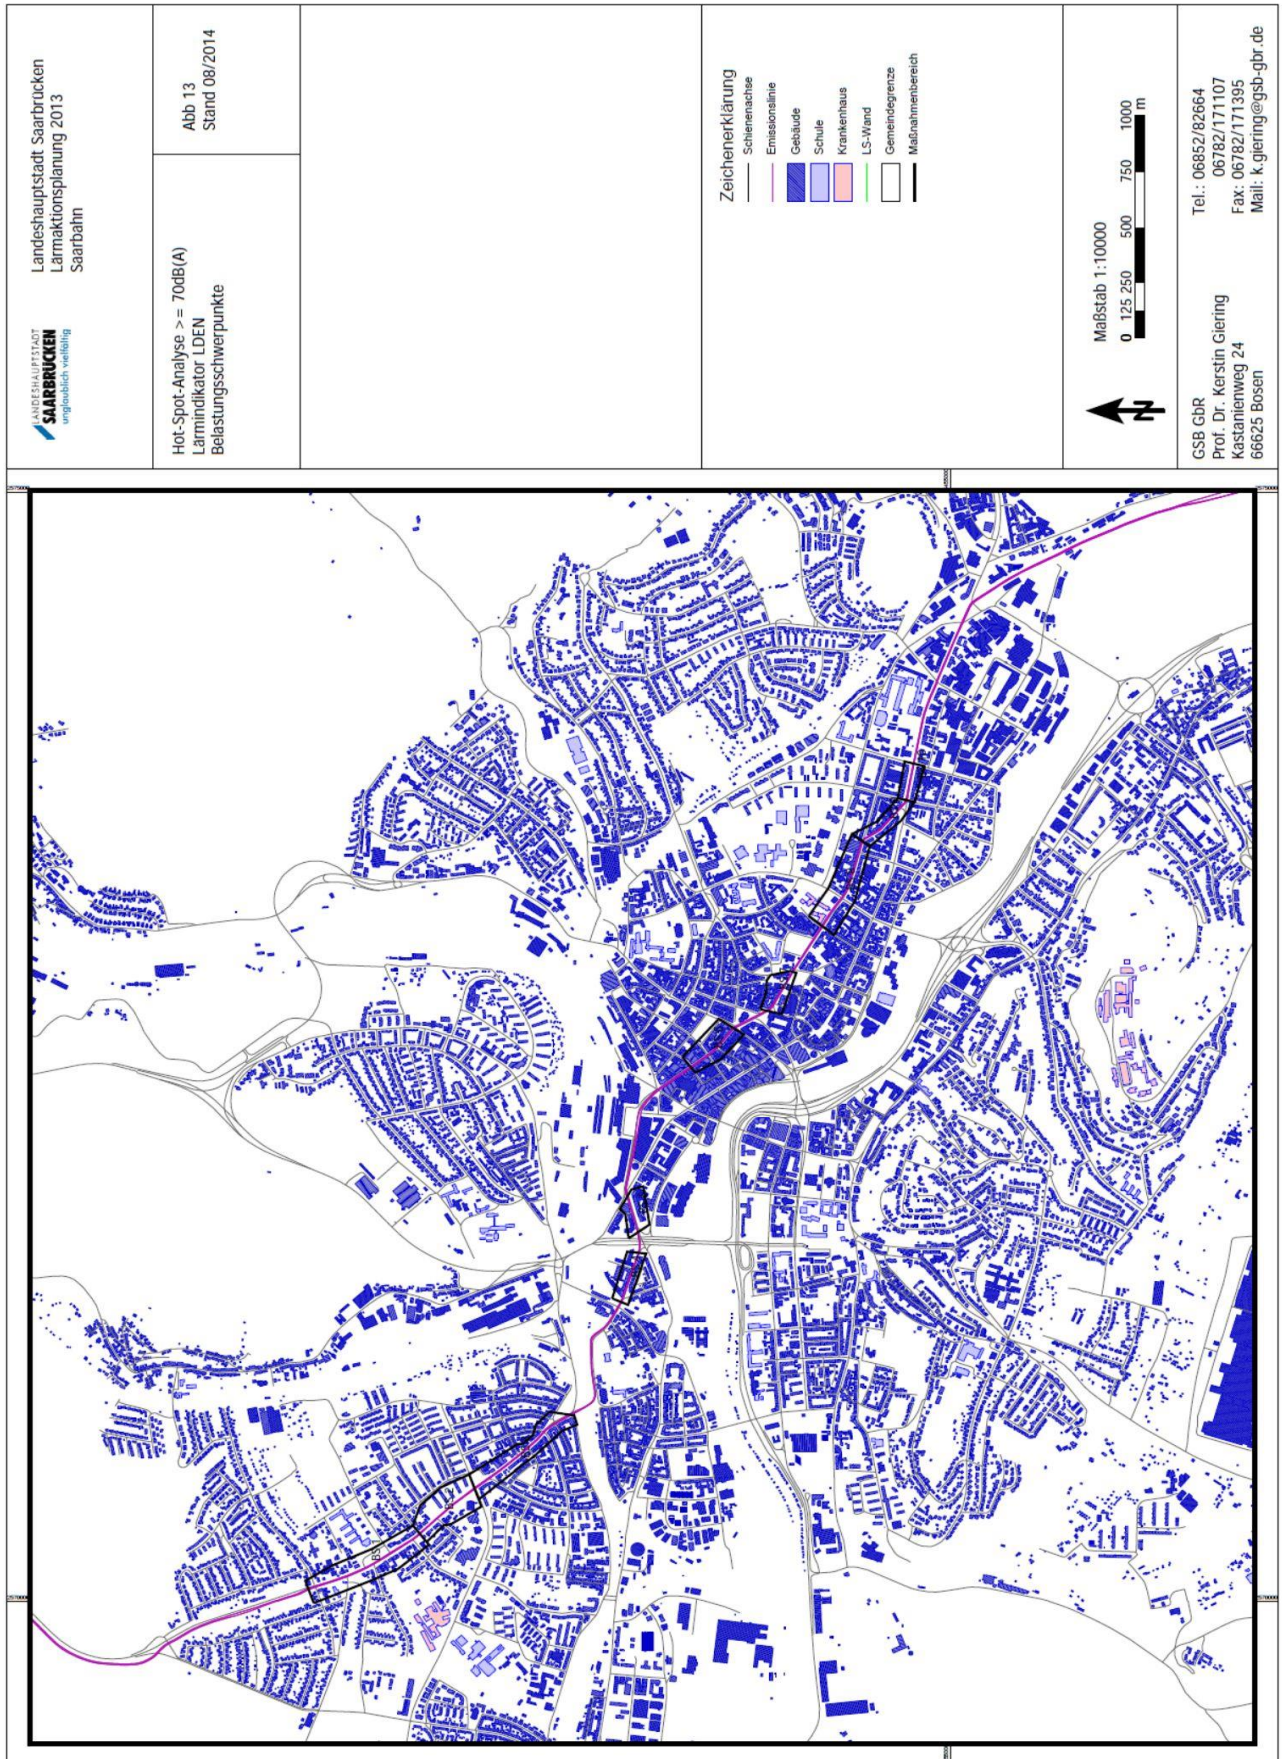 LANDESHAUPTSTADT
SAARBRÜCKEN
unglaublich vielfältig
Landeshauptstadt Saarbrücken
Lärmaktionsplanung 2013
Saarbahn
Hot-Spot-Analyse >= 70dB(A)
Lärmindikator LDEN
Belastungsschwerpunkte
Abb 13
Stand 08/2014
Zeichenerklärung
Schienenachse
Emissionslinie
Gebäude
Schule
Krankenhaus
LS-Wand
Gemeindegrenze
Maßnahmenbereich
N
Maßstab 1:10000
0 125 250 500 750 1000
m
GSB GbR
Prof. Dr. Kerstin Giering
Kastanienweg 24
66625 Bosen
Tel.: 06852/82664
06782/171107
Fax: 06782/171395
Mail: k.giering@gsb-gbr.de